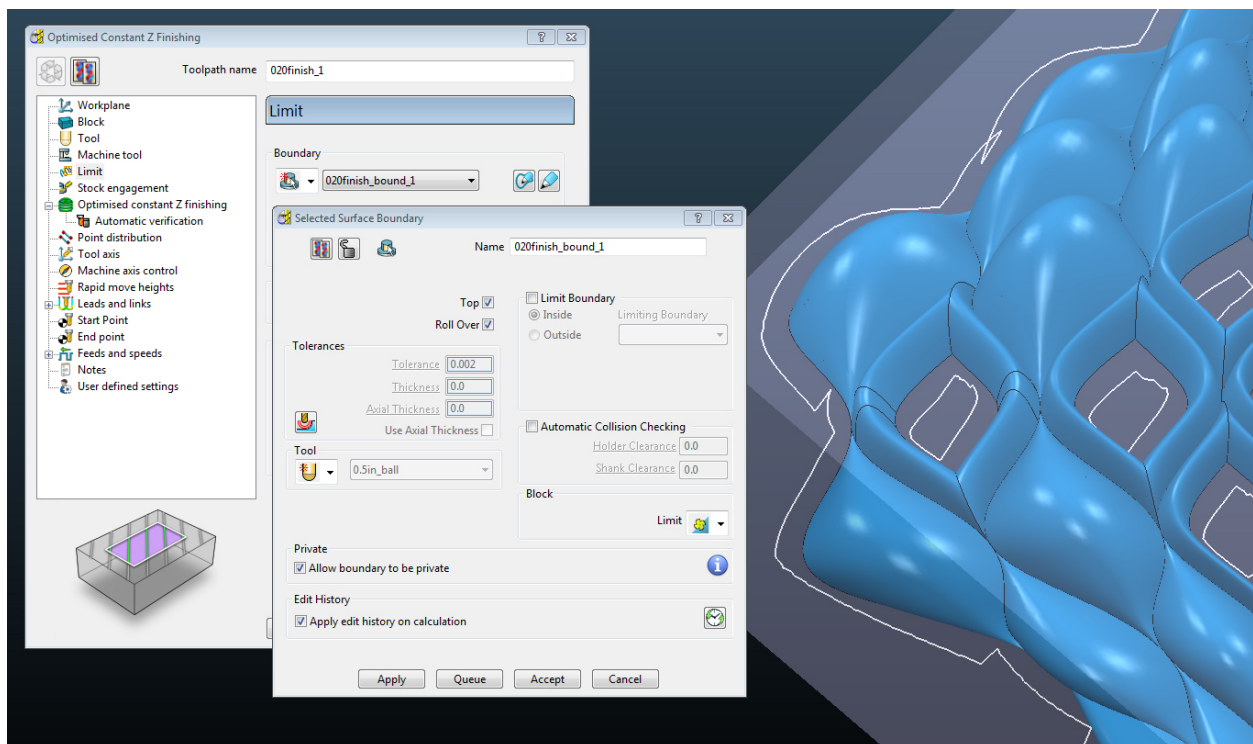 Optimised Constant Z Finishing
Toolpath name 020finish_1
Workplane
Block
Tool
Machine tool
Limit
Stock engagement
Optimised constant Z finishing
Automatic verification
Point distribution
Tool axis
Machine axis control
Rapid move heights
Leads and links
Start Point
End point
Feeds and speeds
Notes
User defined settings
Limit
Boundary
020finish_bound_1
Selected Surface Boundary
Name 020finish_bound_1
Top
Roll Over
Tolerances
Tolerance 0.002
Thickness 0.0
Axial Thickness 0.0
Use Axial Thickness
Tool
0.5in_ball
Limit Boundary
Inside Limiting Boundary
Outside
Automatic Collision Checking
Holder Clearance 0.0
Shank Clearance 0.0
Block
Limit
Private
Allow boundary to be private
Edit History
Apply edit history on calculation
Apply Queue Accept Cancel